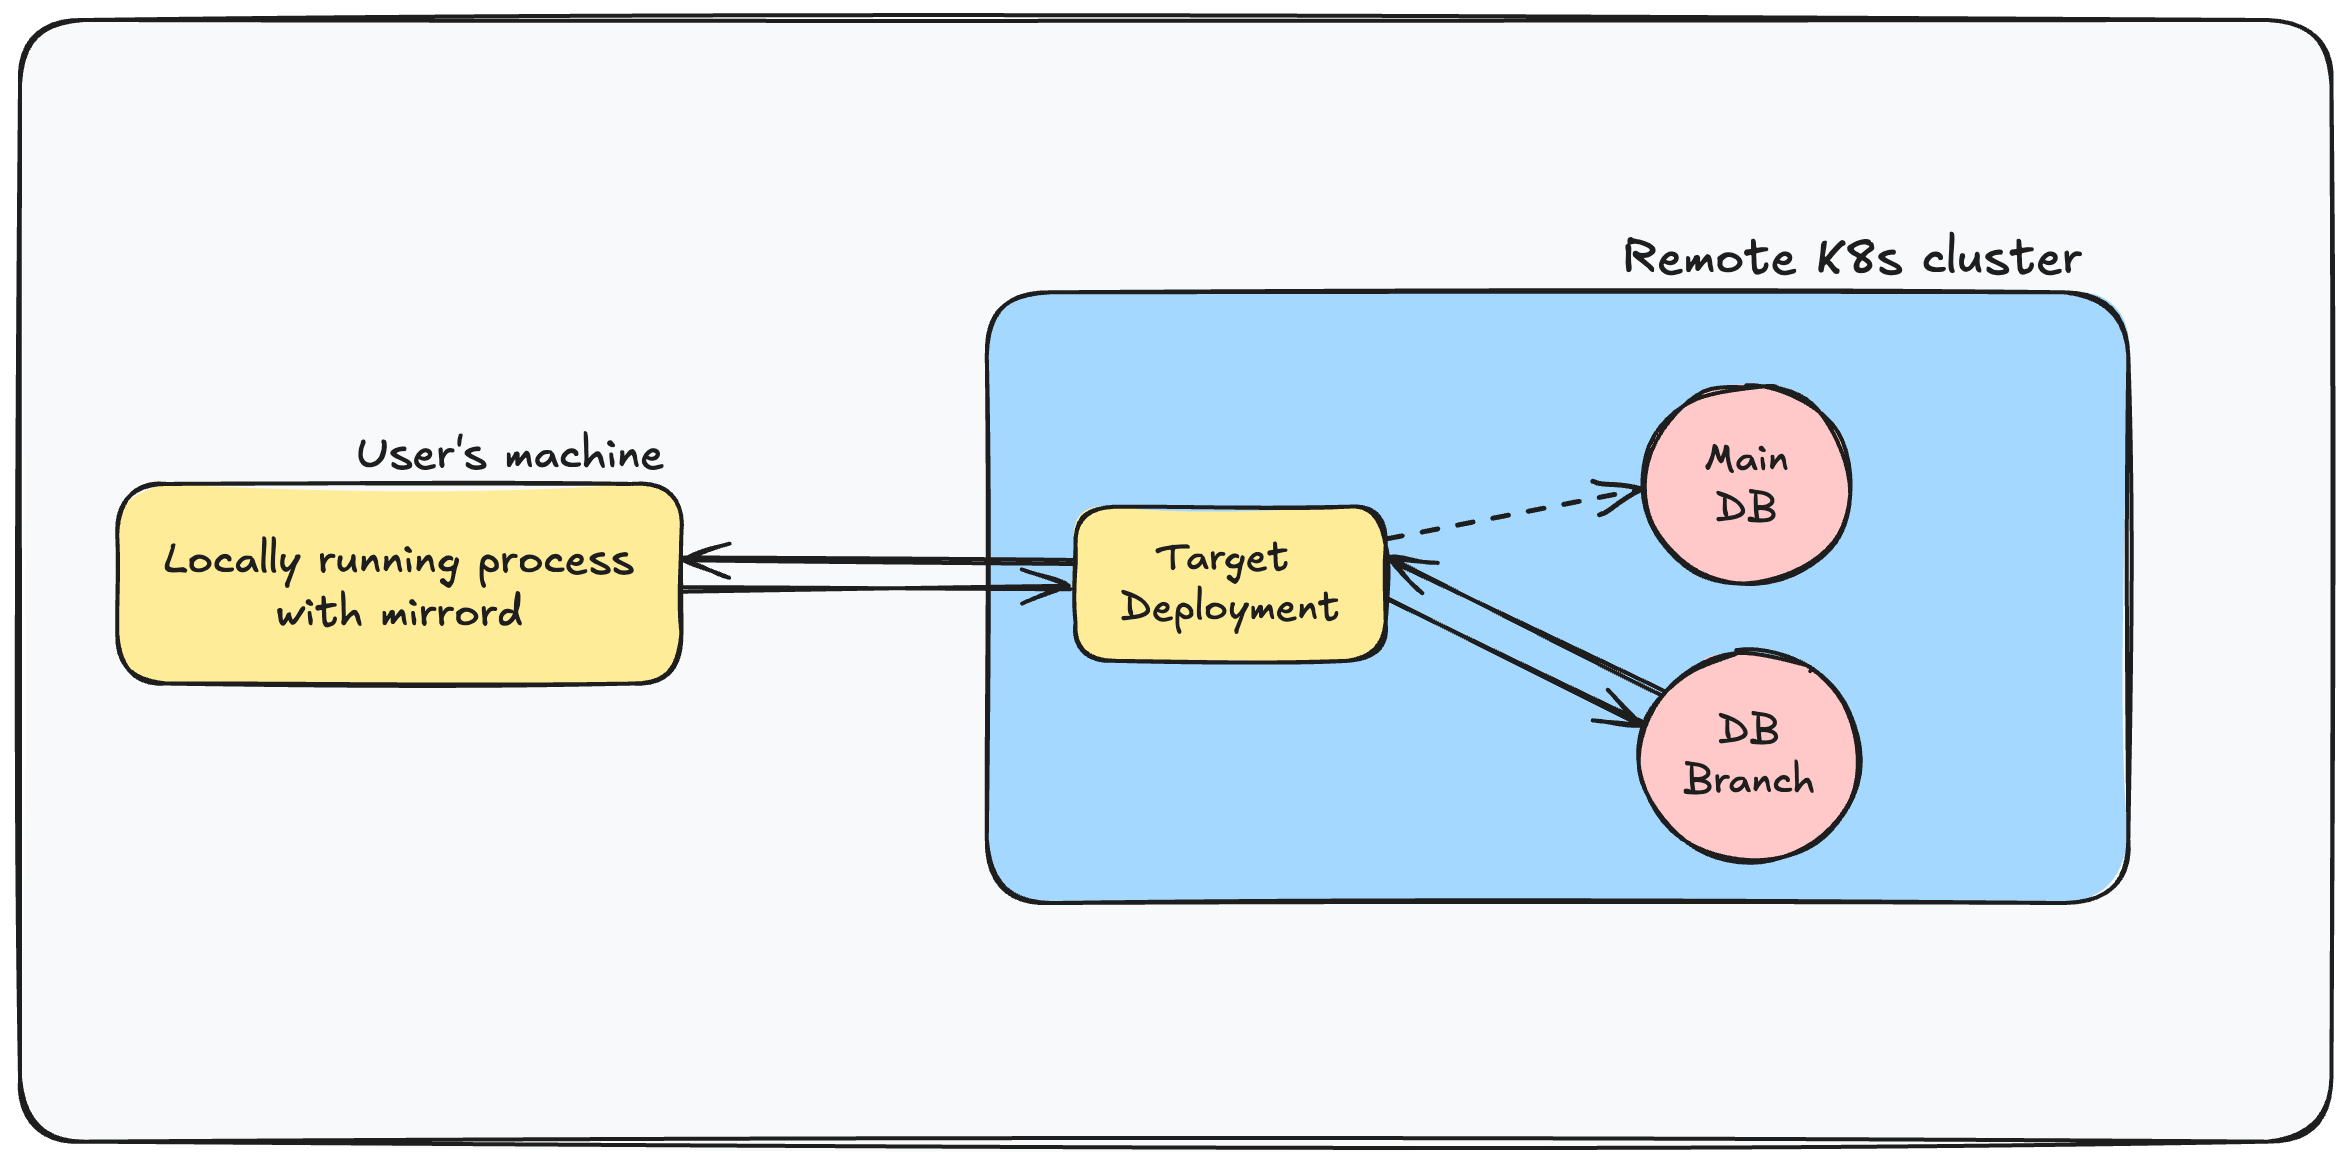 Remote K8s cluster
User's machine
Locally running process
with mirrord
Target
Deployment
Main
DB
DB
Branch